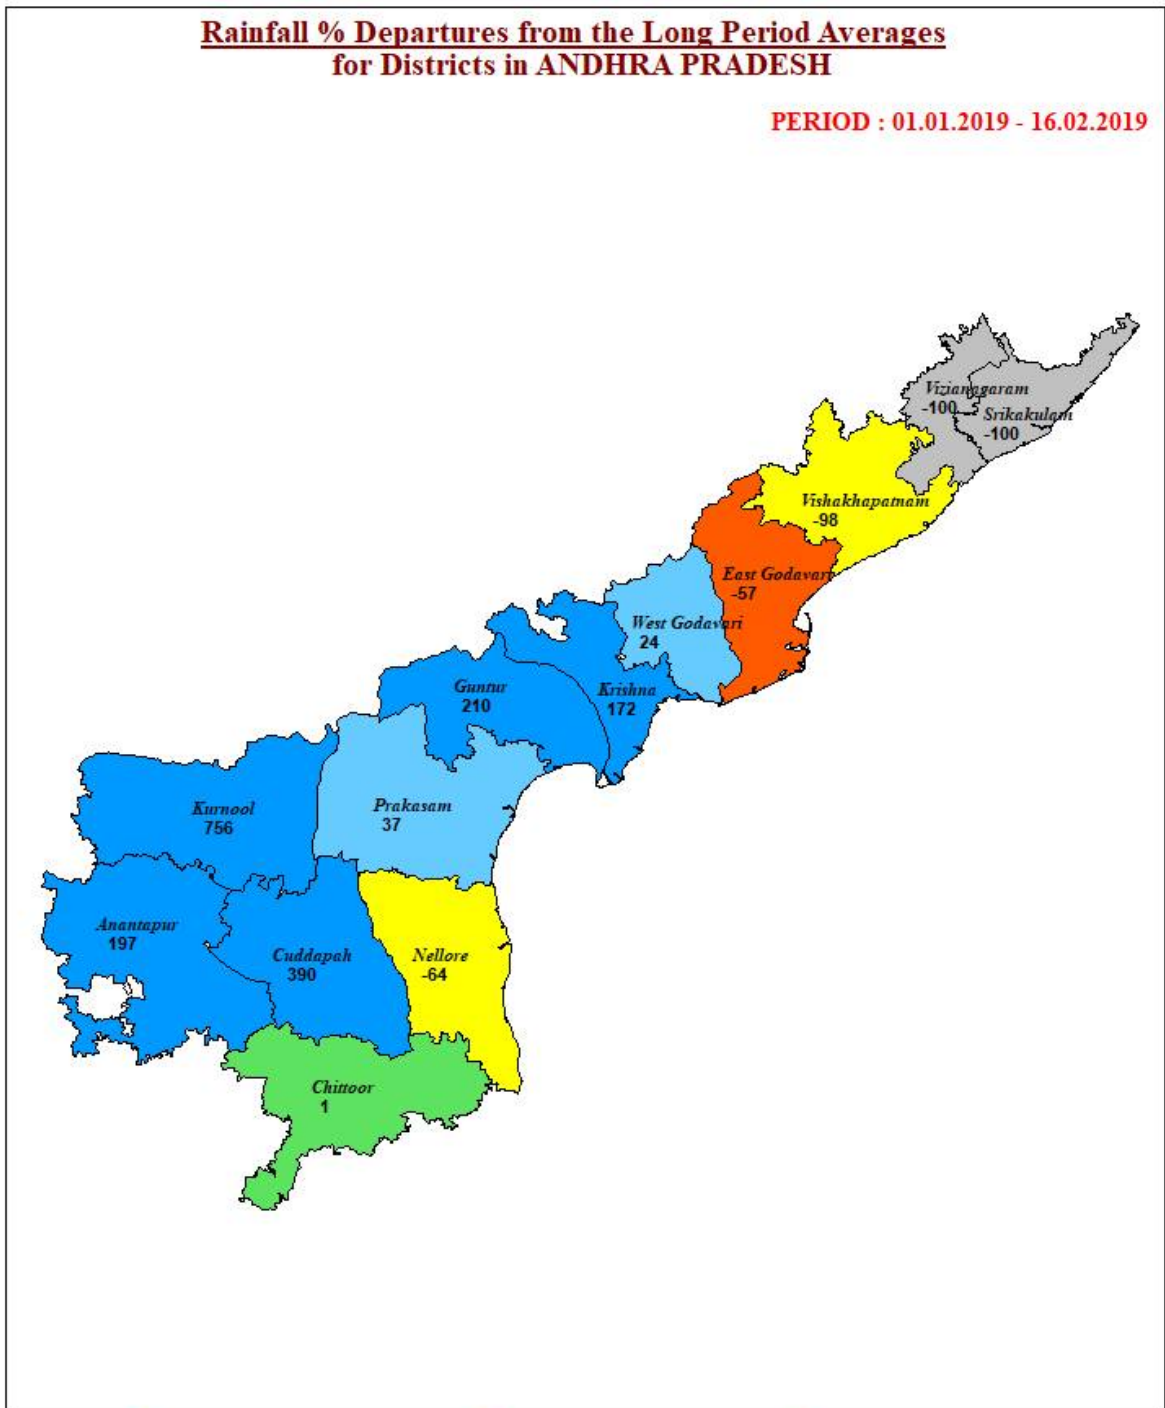 Rainfall % Departures from the Long Period Averages
for Districts in ANDHRA PRADESH
PERIOD : 01.01.2019 - 16.02.2019
Vizianagaram
-100
Srikakulam
-100
Vishakhapatnam
-98
East Godavari
-57
West Godavari
24
Krishna
172
Guntur
210
Prakasam
37
Kurnool
756
Anantapur
197
Cuddapah
390
Nellore
-64
Chittoor
1